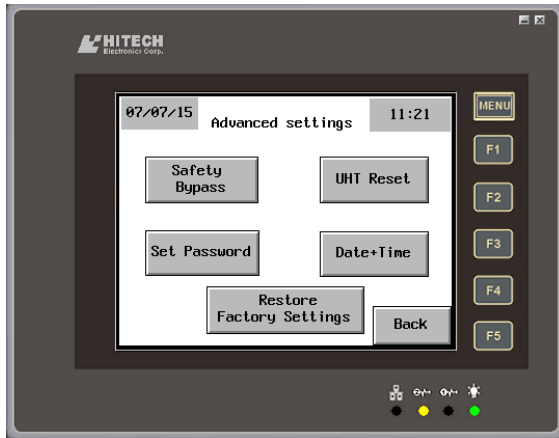 HITECH
Electronics Corp.
07/07/15
Advanced settings
11:21
MENU
F1
F2
F3
F4
F5
Safety
Bypass
UHT Reset
Set Password
Date+Time
Restore
Factory Settings
Back